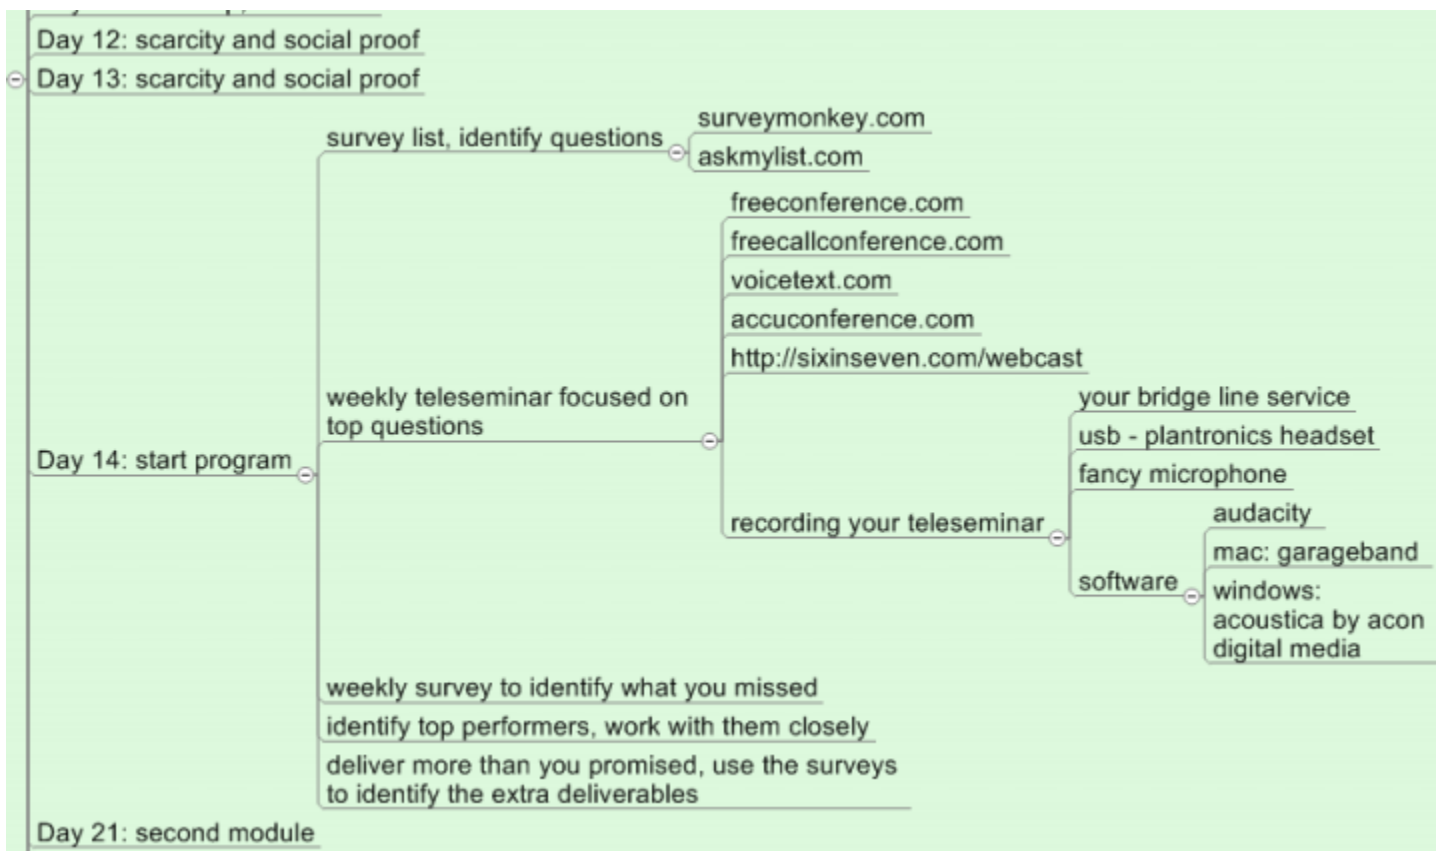 Day 12: scarcity and social proof
Day 13: scarcity and social proof
survey list, identify questions
surveymonkey.com
askmylist.com
freeconference.com
freecallconference.com
voicetext.com
accuconference.com
http://sixinseven.com/webcast
weekly teleseminar focused on
top questions
your bridge line service
usb - plantronics headset
fancy microphone
Day 14: start program
recording your teleseminar
audacity
mac: garageband
software
windows:
acoustica by acon
digital media
weekly survey to identify what you missed
identify top performers, work with them closely
deliver more than you promised, use the surveys
to identify the extra deliverables
Day 21: second module